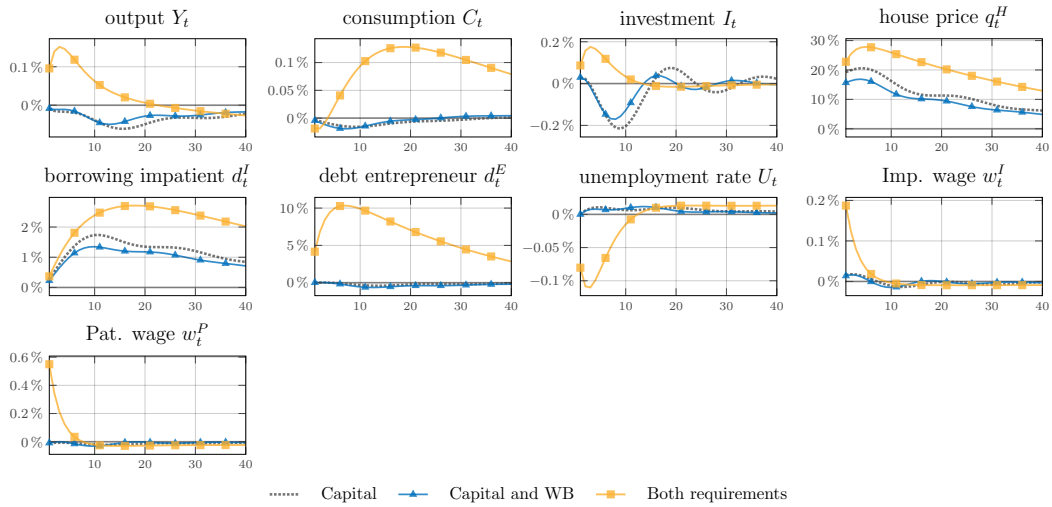 output Y_t
consumption C_t
investment I_t
house price q_t^H
0.1 %
0 %
10 20 30 40
0.1 %
0.05 %
0 %
10 20 30 40
0.2 %
0 %
−0.2 %
10 20 30 40
30 %
20 %
10 %
0 %
10 20 30 40
borrowing impatient d_t^I
debt entrepreneur d_t^E
unemployment rate U_t
Imp. wage w_t^I
2 %
1 %
0 %
10 20 30 40
10 %
5 %
0 %
10 20 30 40
0 %
−0.05 %
−0.1 %
10 20 30 40
0.2 %
0.1 %
0 %
10 20 30 40
Pat. wage w_t^P
0.6 %
0.4 %
0.2 %
0 %
10 20 30 40
Capital
Capital and WB
Both requirements